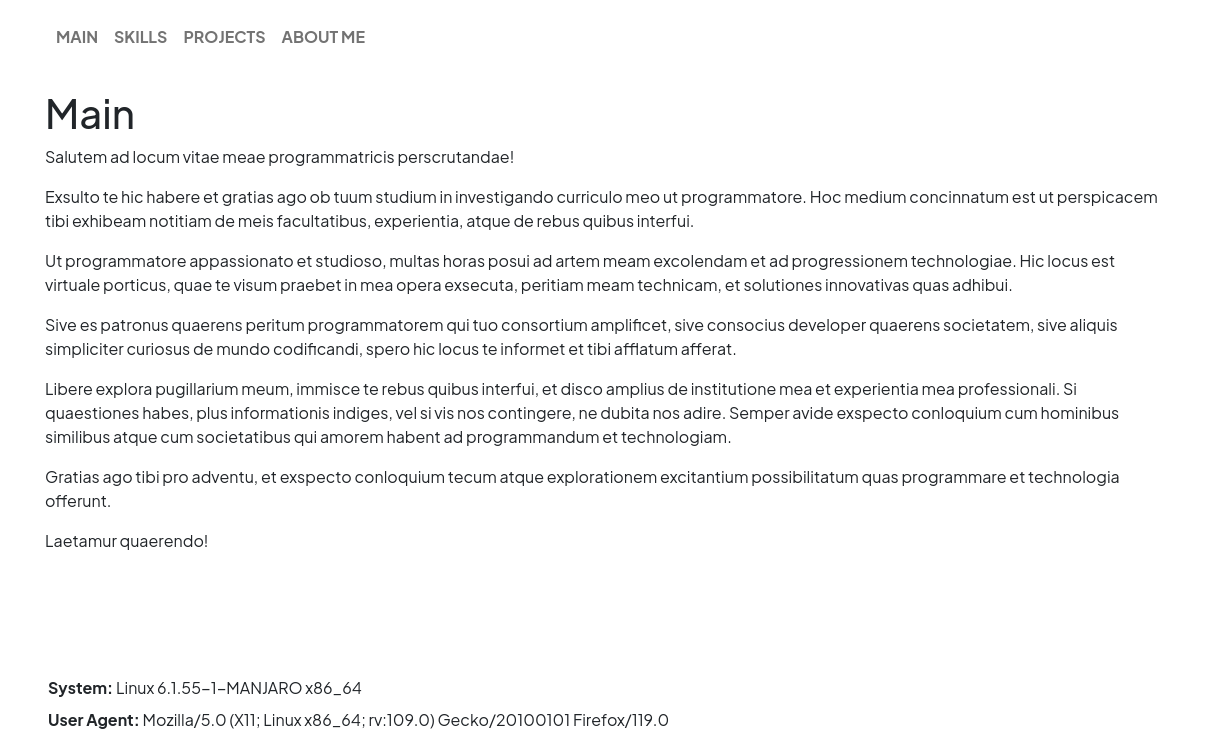 MAIN SKILLS PROJECTS ABOUT ME
Main
Salutem ad locum vitae meae programmatricis perscrutandae!
Exsulto te hic habere et gratias ago ob tuum studium in investigando curriculo meo ut programmatore. Hoc medium concinnatum est ut perspicacem
tibi exhibeam notitiam de meis facultatibus, experientia, atque de rebus quibus interfui.
Ut programmatore appassionato et studioso, multas horas posui ad artem meam excolendam et ad progressionem technologiae. Hic locus est
virtuale porticus, quae te visum praebet in mea opera exsecuta, peritiam meam technicam, et solutiones innovativas quas adhibui.
Sive es patronus quaerens peritum programmatorem qui tuo consortium amplificet, sive consocius developer quaerens societatem, sive aliquis
simpliciter curiosus de mundo codificandi, spero hic locus te informet et tibi afflatum afferat.
Libere explora pugillarium meum, immisce te rebus quibus interfui, et disco amplius de institutione mea et experientia mea professionali. Si
quaestiones habes, plus informationis indiges, vel si vis nos contingere, ne dubita nos adire. Semper avide exspecto conloquium cum hominibus
similibus atque cum societatibus qui amorem habent ad programmandum et technologiam.
Gratias ago tibi pro adventu, et exspecto conloquium tecum atque explorationem excitantium possibilitatum quas programmare et technologia
offerunt.
Laetamur quaerendo!
System: Linux 6.1.55-1-MANJARO x86_64
User Agent: Mozilla/5.0 (X11; Linux x86_64; rv:109.0) Gecko/20100101 Firefox/119.0